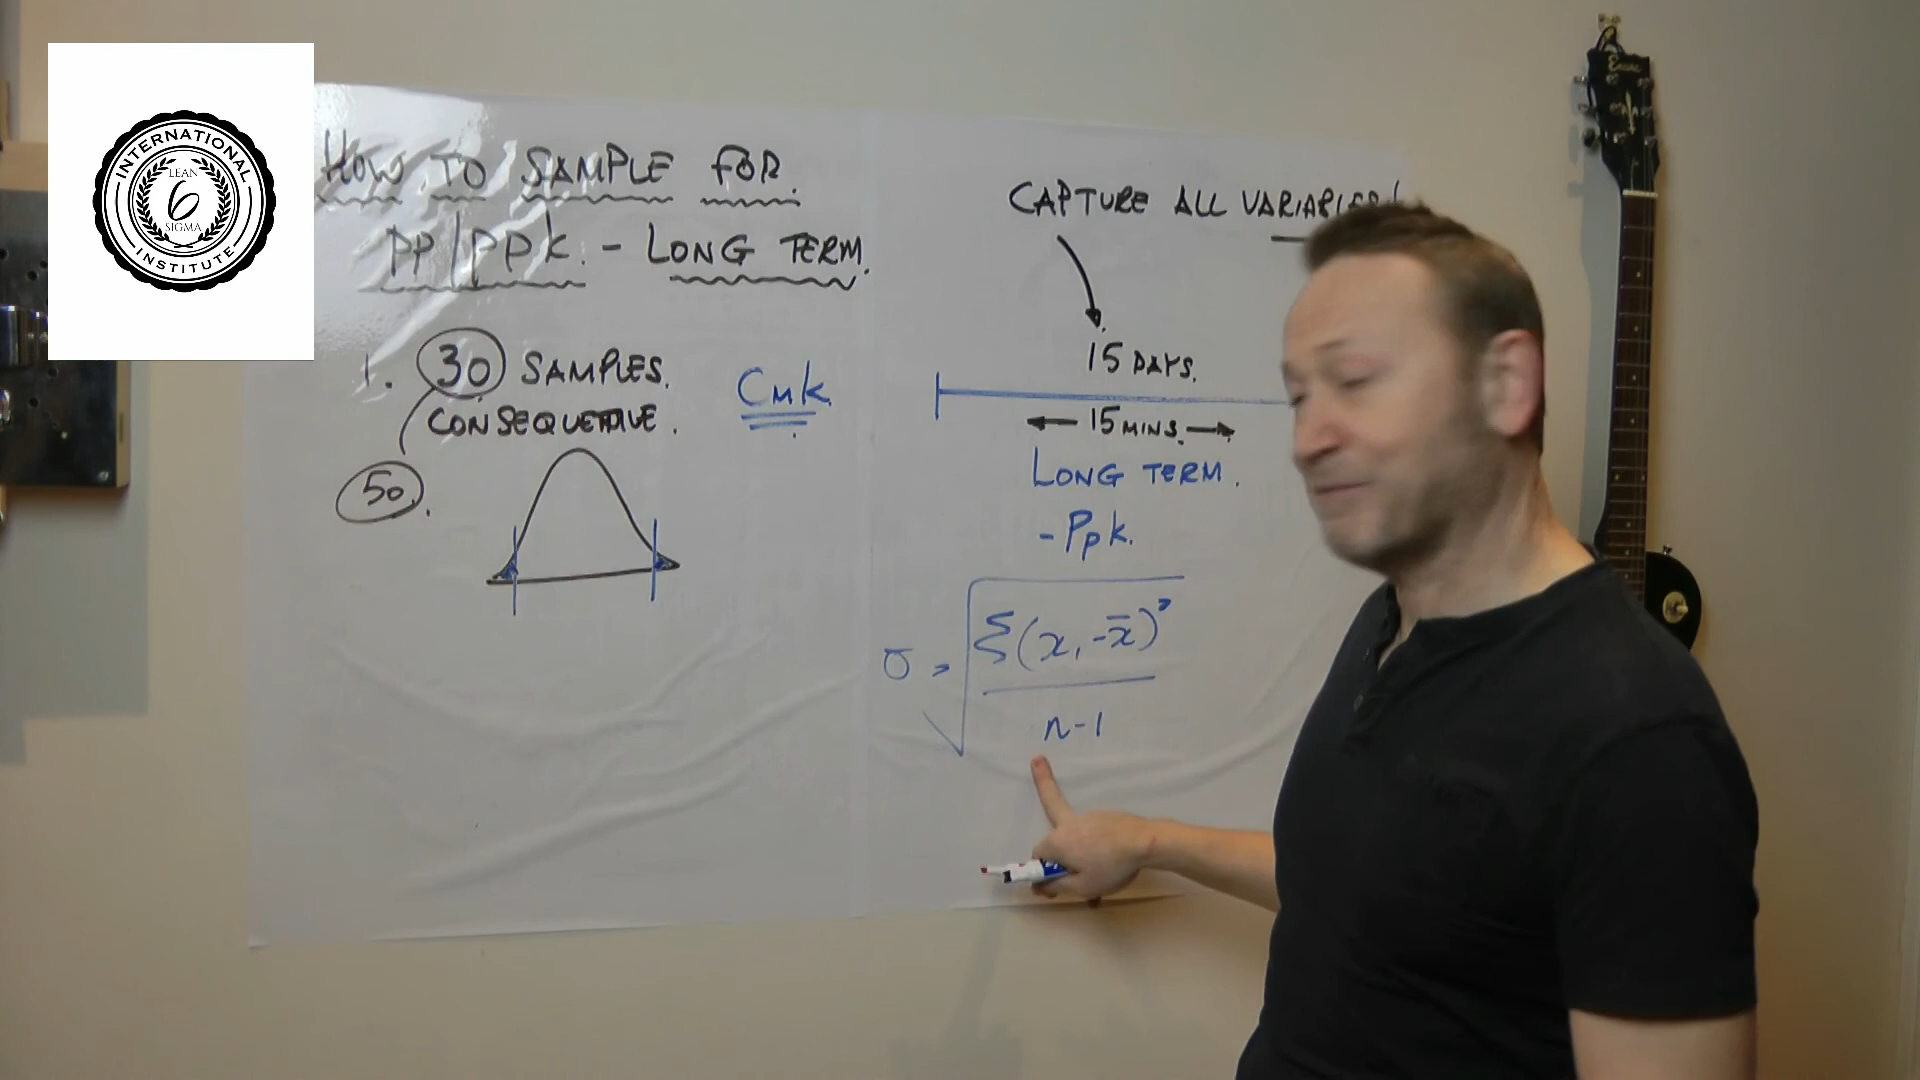 INTERNATIONAL
LEAN
6
SIGMA
INSTITUTE
HOW TO SAMPLE FOR
PP/PPK. - LONG TERM.
1. 30 SAMPLES.
CONSEQUETIVE.
50.
Cmk.
CAPTURE ALL VARIABLES!
15 DAYS.
15 MINS.
LONG TERM.
- Ppk.
σ = √Σ(x, -x̄)²
n-1